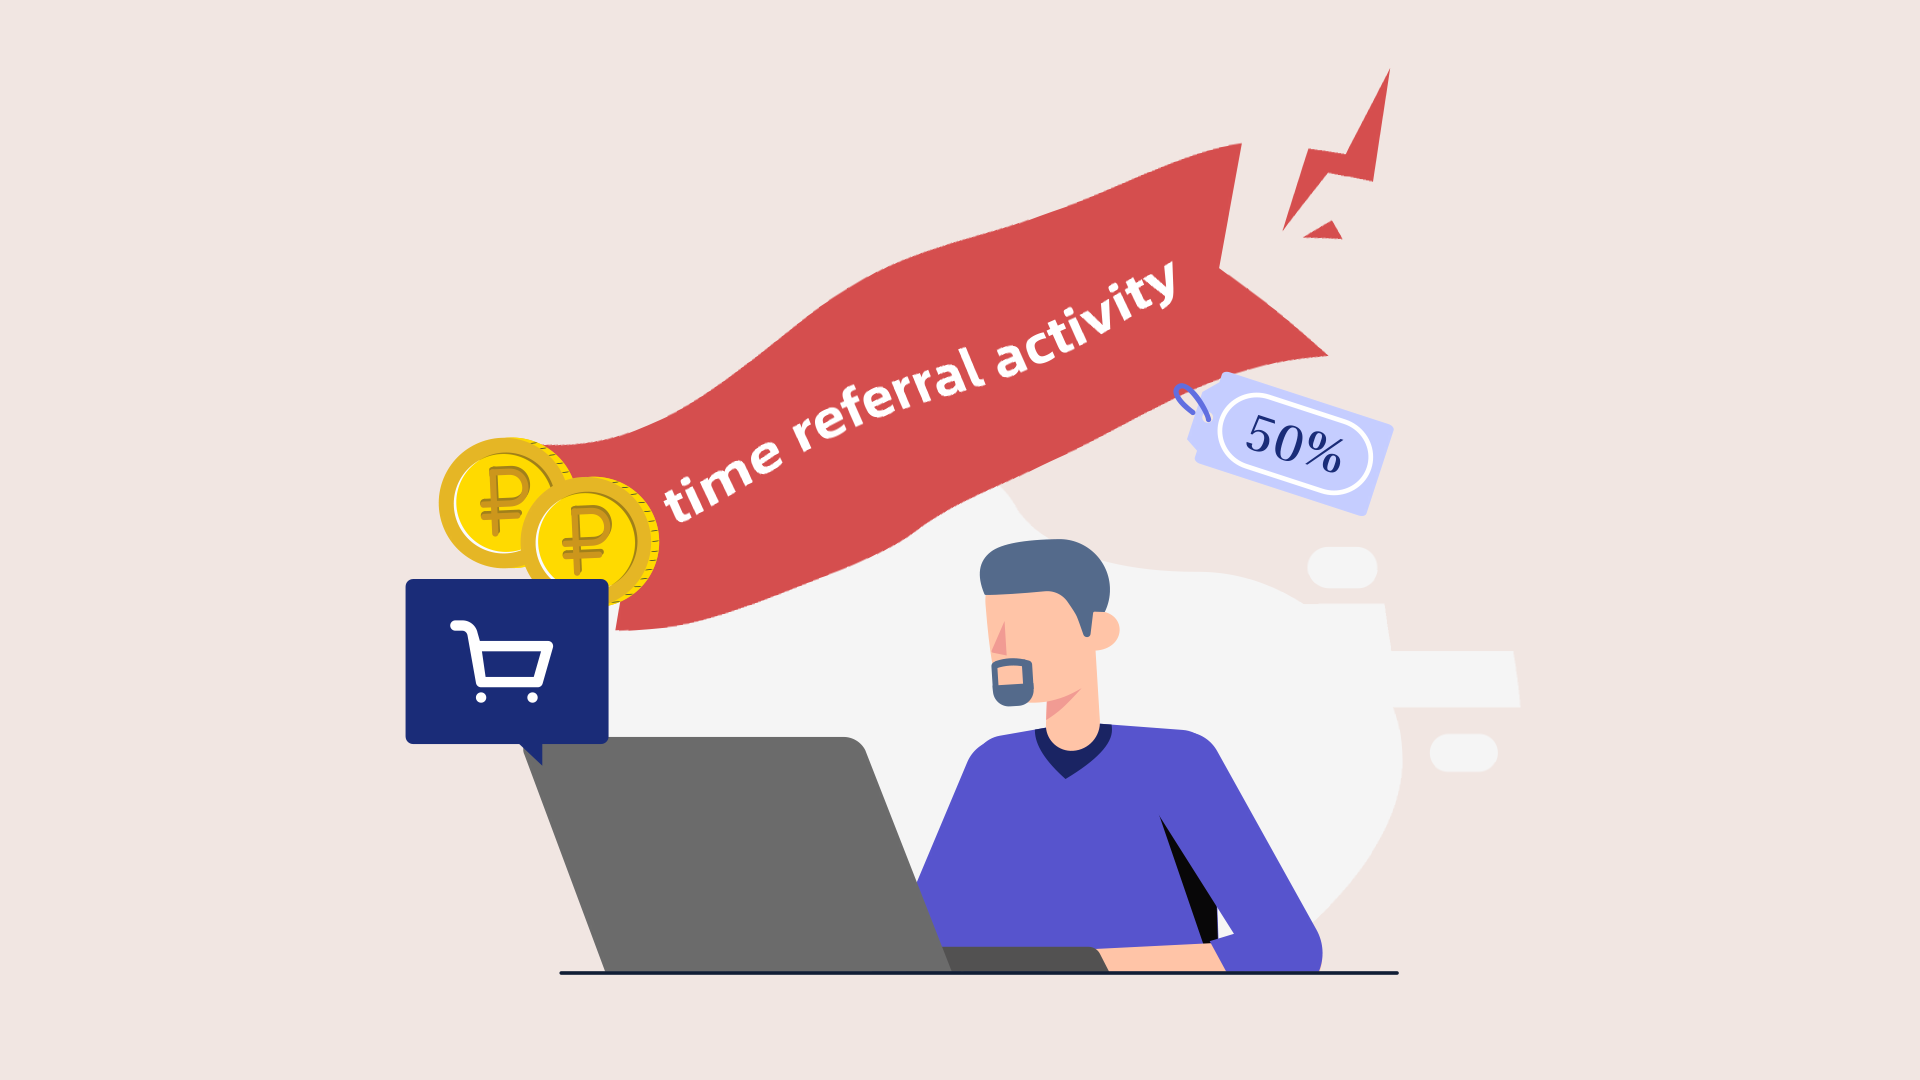 time referral activity
50%
₽
₽